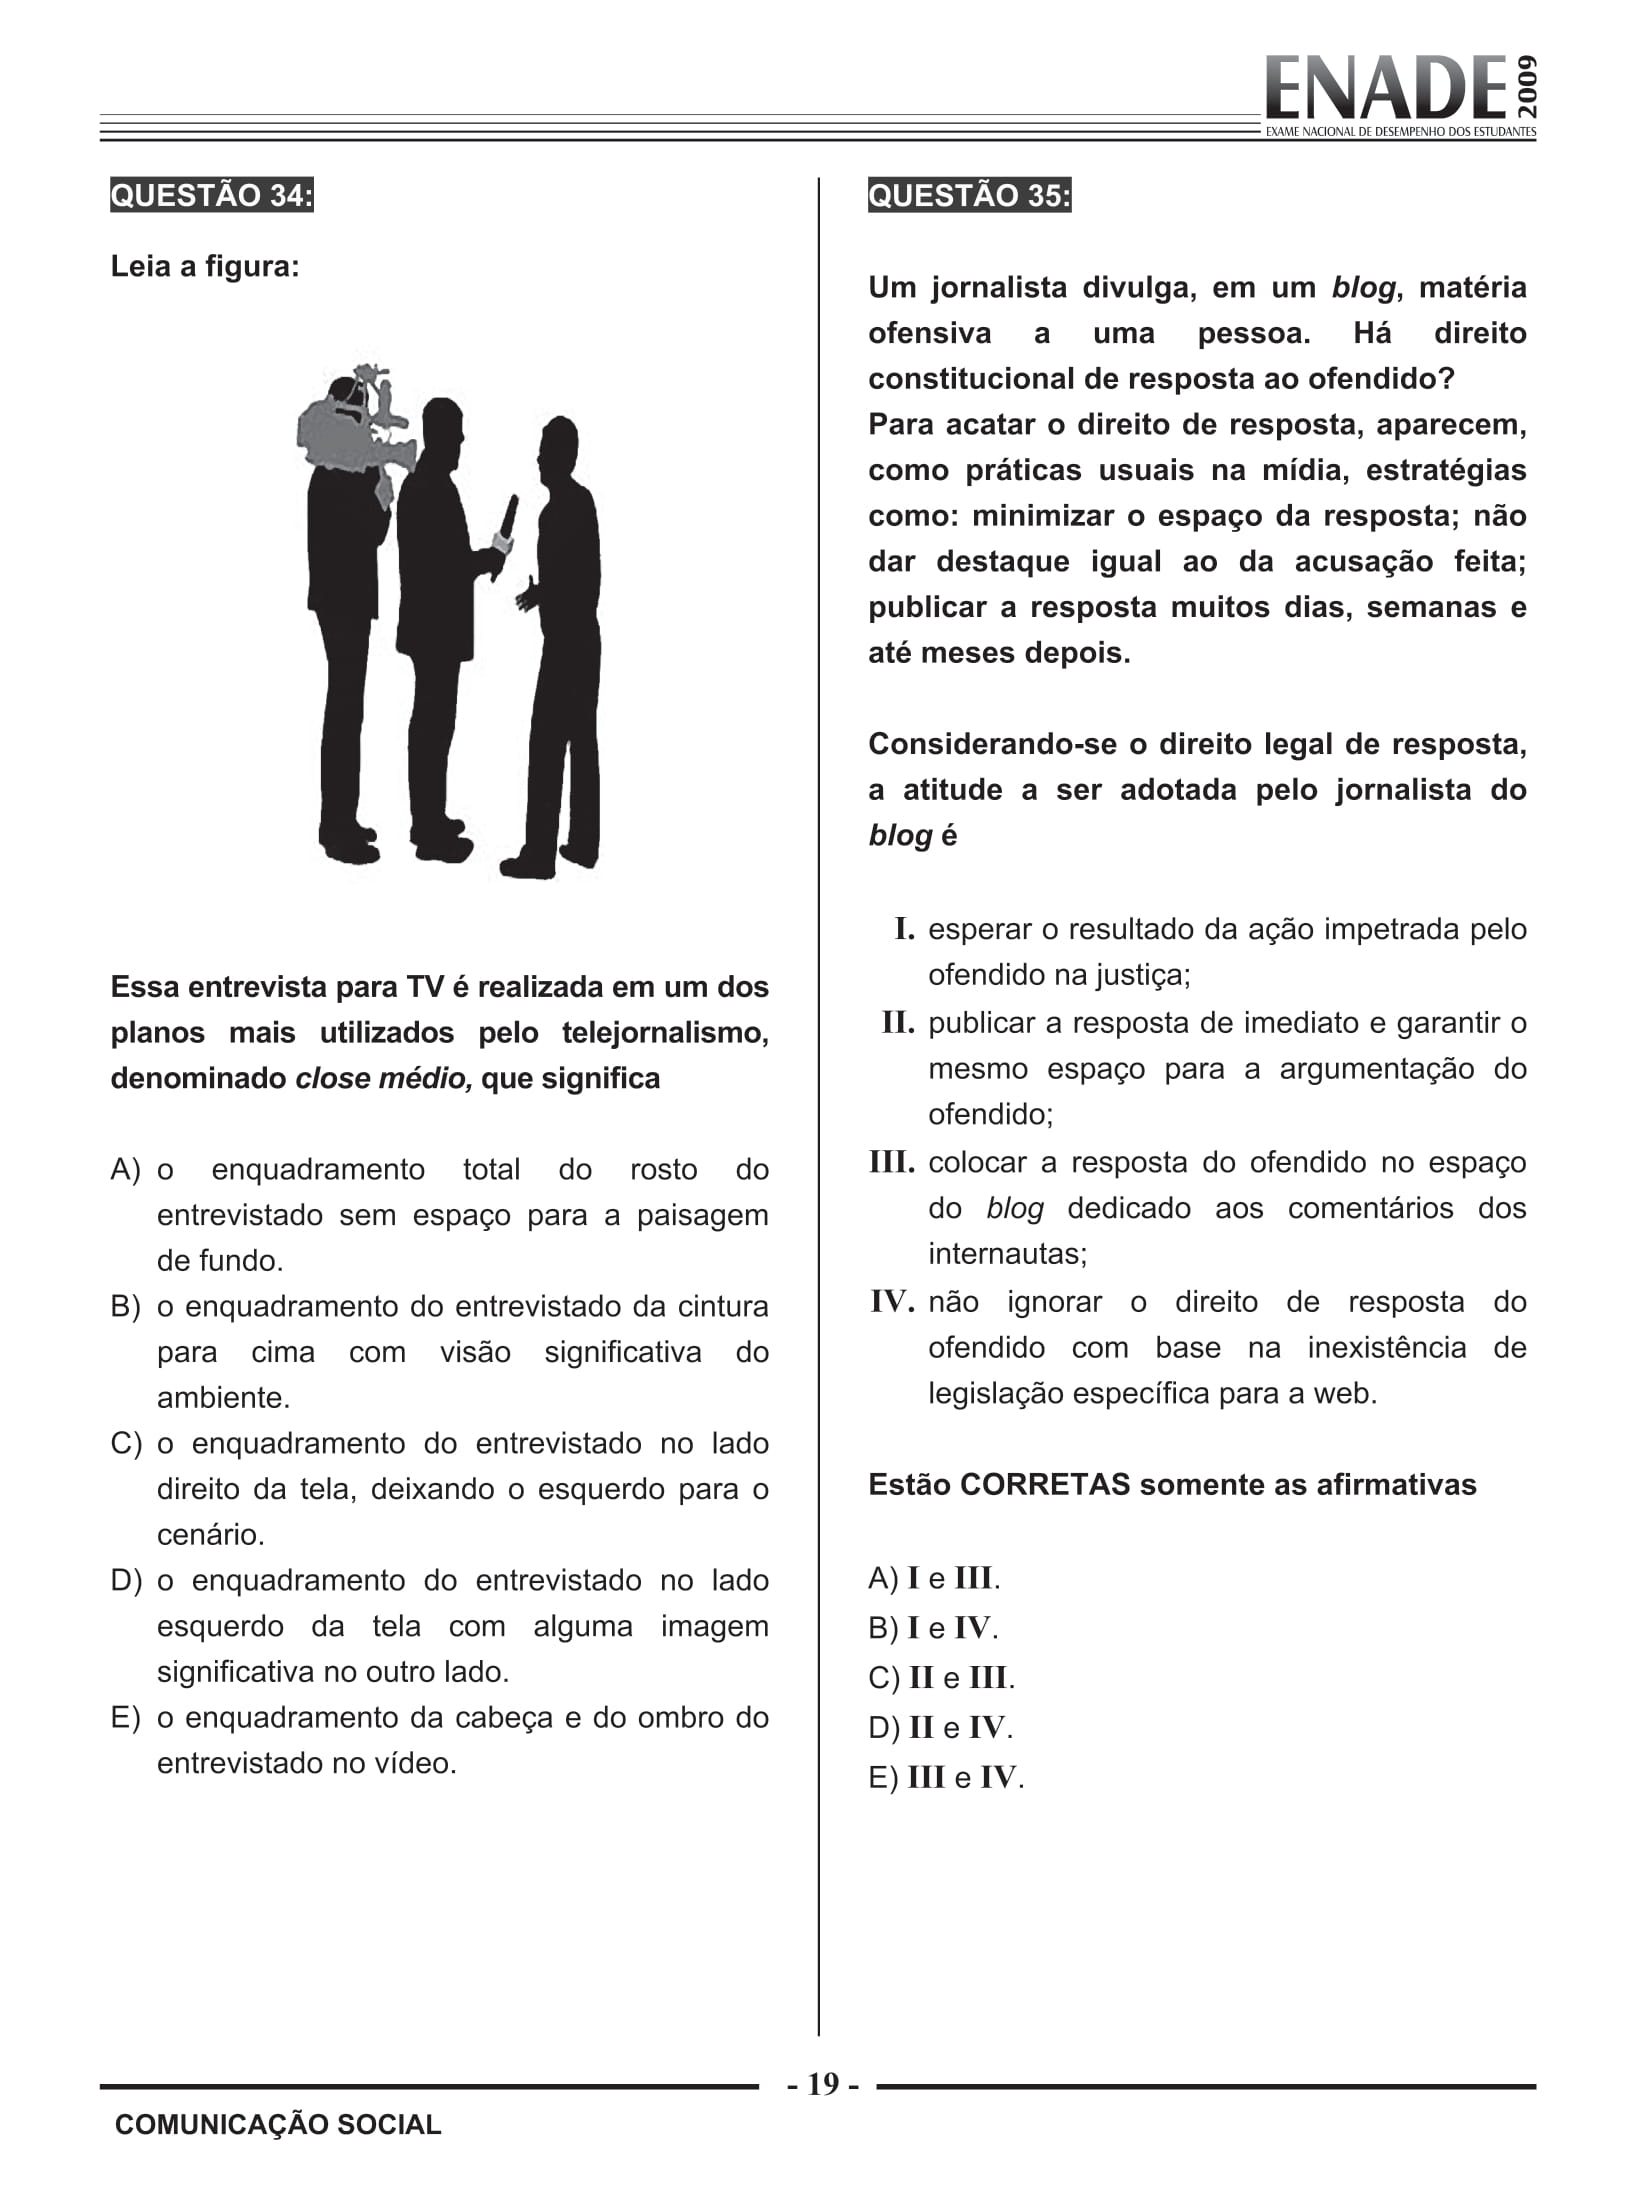 ENADE 2009
EXAME NACIONAL DE DESEMPENHO DOS ESTUDANTES
QUESTÃO 34:
Leia a figura:
Essa entrevista para TV é realizada em um dos
planos mais utilizados pelo telejornalismo,
denominado close médio, que significa
A) o enquadramento total do rosto do
entrevistado sem espaço para a paisagem
de fundo.
B) o enquadramento do entrevistado da cintura
para cima com visão significativa do
ambiente.
C) o enquadramento do entrevistado no lado
direito da tela, deixando o esquerdo para o
cenário.
D) o enquadramento do entrevistado no lado
esquerdo da tela com alguma imagem
significativa no outro lado.
E) o enquadramento da cabeça e do ombro do
entrevistado no vídeo.
QUESTÃO 35:
Um jornalista divulga, em um blog, matéria
ofensiva a uma pessoa. Há direito
constitucional de resposta ao ofendido?
Para acatar o direito de resposta, aparecem,
como práticas usuais na mídia, estratégias
como: minimizar o espaço da resposta; não
dar destaque igual ao da acusação feita;
publicar a resposta muitos dias, semanas e
até meses depois.
Considerando-se o direito legal de resposta,
a atitude a ser adotada pelo jornalista do
blog é
I. esperar o resultado da ação impetrada pelo
ofendido na justiça;
II. publicar a resposta de imediato e garantir o
mesmo espaço para a argumentação do
ofendido;
III. colocar a resposta do ofendido no espaço
do blog dedicado aos comentários dos
internautas;
IV. não ignorar o direito de resposta do
ofendido com base na inexistência de
legislação específica para a web.
Estão CORRETAS somente as afirmativas
A) I e III.
B) I e IV.
C) II e III.
D) II e IV.
E) III e IV.
- 19 -
COMUNICAÇÃO SOCIAL